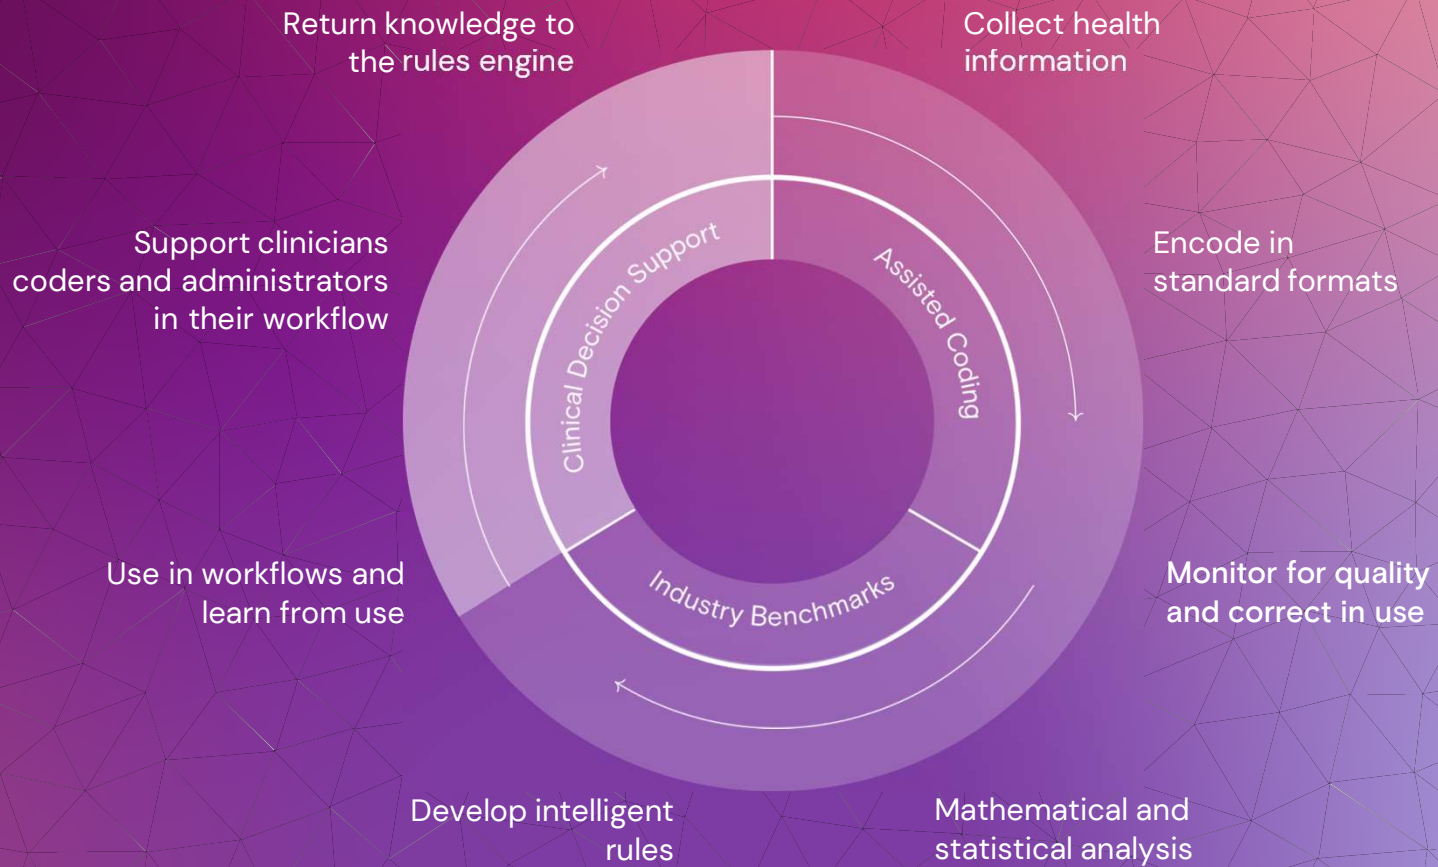 Return knowledge to
the rules engine
Collect health
information
Support clinicians
coders and administrators
in their workflow
Encode in
standard formats
Clinical Decision Support
Assisted Coding
Industry Benchmarks
Use in workflows and
learn from use
Monitor for quality
and correct in use
Develop intelligent
rules
Mathematical and
statistical analysis